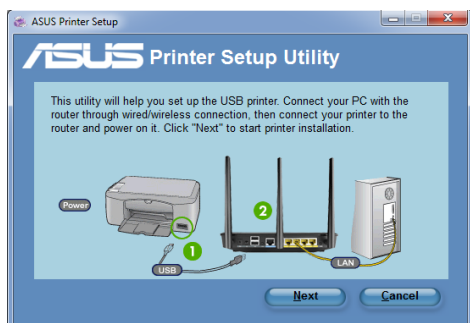 ASUS Printer Setup
ASUS Printer Setup Utility
This utility will help you set up the USB printer. Connect your PC with the
router through wired/wireless connection, then connect your printer to the
router and power on it. Click "Next" to start printer installation.
Power
2
1
USB
LAN
Next
Cancel